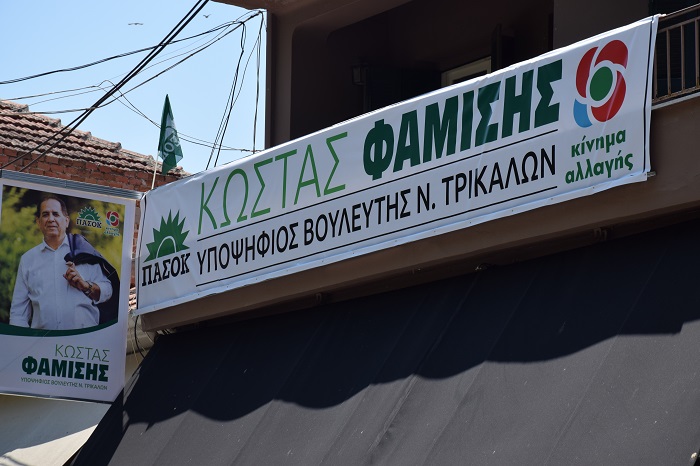 ΚΩΣΤΑΣ ΦΑΜΙΣΗΣ
ΥΠΟΨΗΦΙΟΣ ΒΟΥΛΕΥΤΗΣ Ν. ΤΡΙΚΑΛΩΝ
ΠΑΣΟΚ
κίνημα
αλλαγής
ΠΑΣΟΚ
ΚΩΣΤΑΣ
ΦΑΜΙΣΗΣ
ΥΠΟΨΗΦΙΟΣ ΒΟΥΛΕΥΤΗΣ Ν. ΤΡΙΚΑΛΩΝ